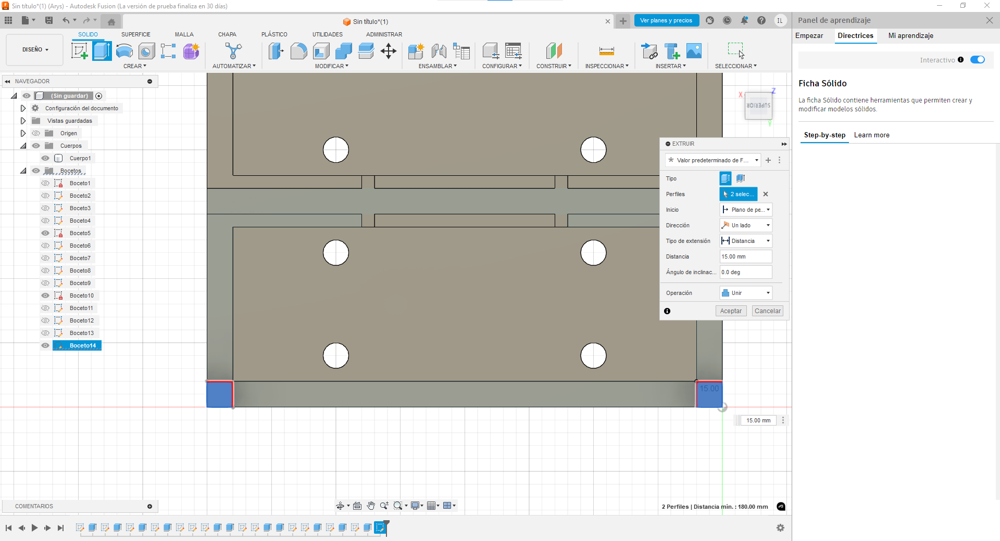 Sin título*(1) (Arys) - Autodesk Fusion (La versión de prueba finaliza en 30 días)
Sin título*(1)
Ver planes y precios
IL
Panel de aprendizaje
DISEÑO
SÓLIDO
SUPERFICIE
MALLA
CHAPA
PLÁSTICO
UTILIDADES
ADMINISTRAR
CREAR
AUTOMATIZAR
MODIFICAR
ENSAMBLAR
CONFIGURAR
CONSTRUIR
INSPECCIONAR
INSERTAR
SELECCIONAR
Empezar
Directrices
Mi aprendizaje
Interactivo
Ficha Sólido
La ficha Sólido contiene herramientas que permiten crear y
modificar modelos sólidos.
Step-by-step
Learn more
NAVEGADOR
(Sin guardar)
Configuración del documento
Vistas guardadas
Origen
Cuerpos
Cuerpo1
Bocetos
Boceto1
Boceto2
Boceto3
Boceto4
Boceto5
Boceto6
Boceto7
Boceto8
Boceto9
Boceto10
Boceto11
Boceto12
Boceto13
Boceto14
X
Z
SUPERIOR
Y
EXTRUIR
Valor predeterminado de F...
Tipo
Perfiles
2 selec...
Inicio
Plano de pe...
Dirección
Un lado
Tipo de extensión
Distancia
Distancia
15.00 mm
Ángulo de inclinac...
0.0 deg
Operación
Unir
Aceptar
Cancelar
15.00
15.00 mm
COMENTARIOS
2 Perfiles | Distancia mín. : 180.00 mm